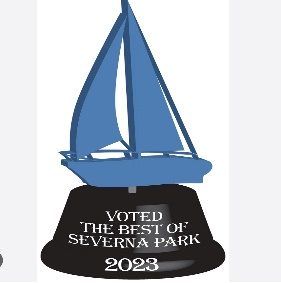 VOTED
THE BEST OF
SEVERNA PARK
2023